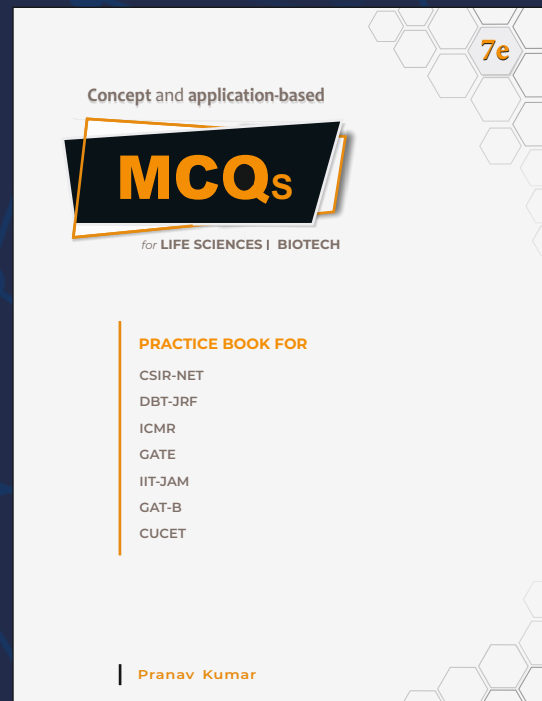 7e
Concept and application-based
MCQs
for LIFE SCIENCES | BIOTECH
PRACTICE BOOK FOR
CSIR-NET
DBT-JRF
ICMR
GATE
IIT-JAM
GAT-B
CUCET
Pranav Kumar